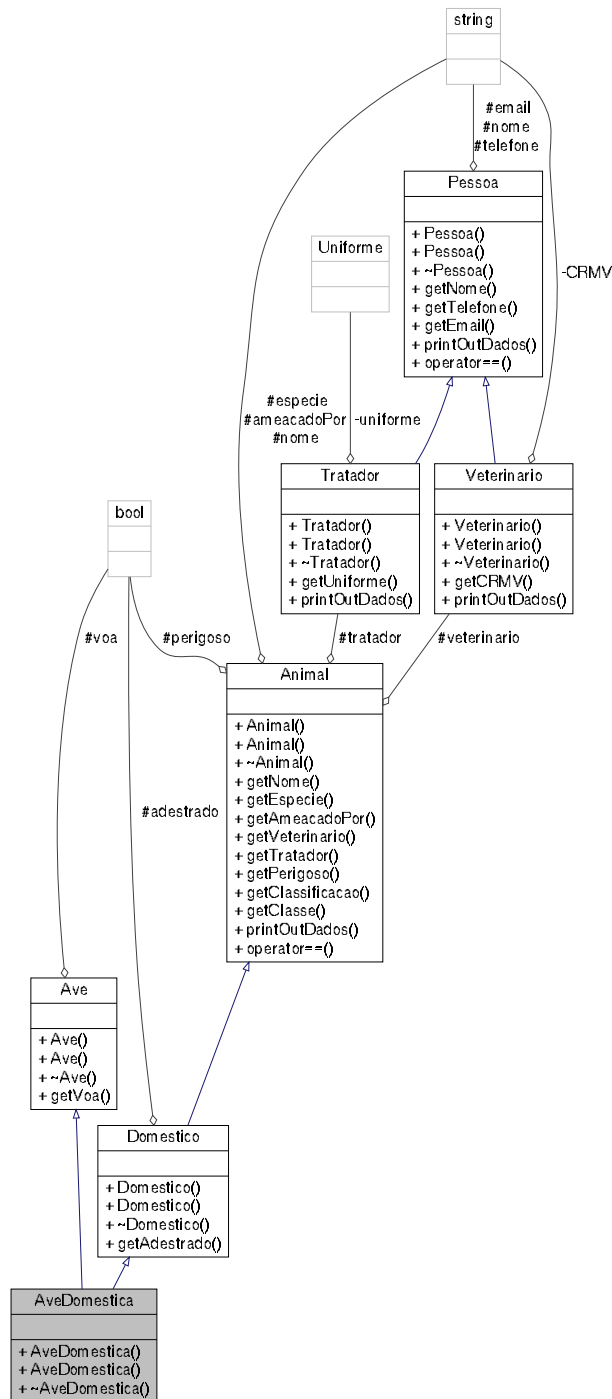 string
#email
#nome
#telefone
Pessoa
+ Pessoa()
+ Pessoa()
+ ~Pessoa()
+ getNome()
+ getTelefone()
+ getEmail()
+ printOutDados()
+ operator==()
Uniforme
-CRMV
#especie
#ameacadoPor
#nome
-uniforme
Tratador
+ Tratador()
+ Tratador()
+ ~Tratador()
+ getUniforme()
+ printOutDados()
Veterinario
+ Veterinario()
+ Veterinario()
+ ~Veterinario()
+ getCRMV()
+ printOutDados()
bool
#voa
#perigoso
#tratador
#veterinario
Animal
+ Animal()
+ Animal()
+ ~Animal()
+ getNome()
+ getEspecie()
+ getAmeacadoPor()
+ getVeterinario()
+ getTratador()
+ getPerigoso()
+ getClassificacao()
+ getClasse()
+ printOutDados()
+ operator==()
#adestrado
Ave
+ Ave()
+ Ave()
+ ~Ave()
+ getVoa()
Domestico
+ Domestico()
+ Domestico()
+ ~Domestico()
+ getAdestrado()
AveDomestica
+ AveDomestica()
+ AveDomestica()
+ ~AveDomestica()